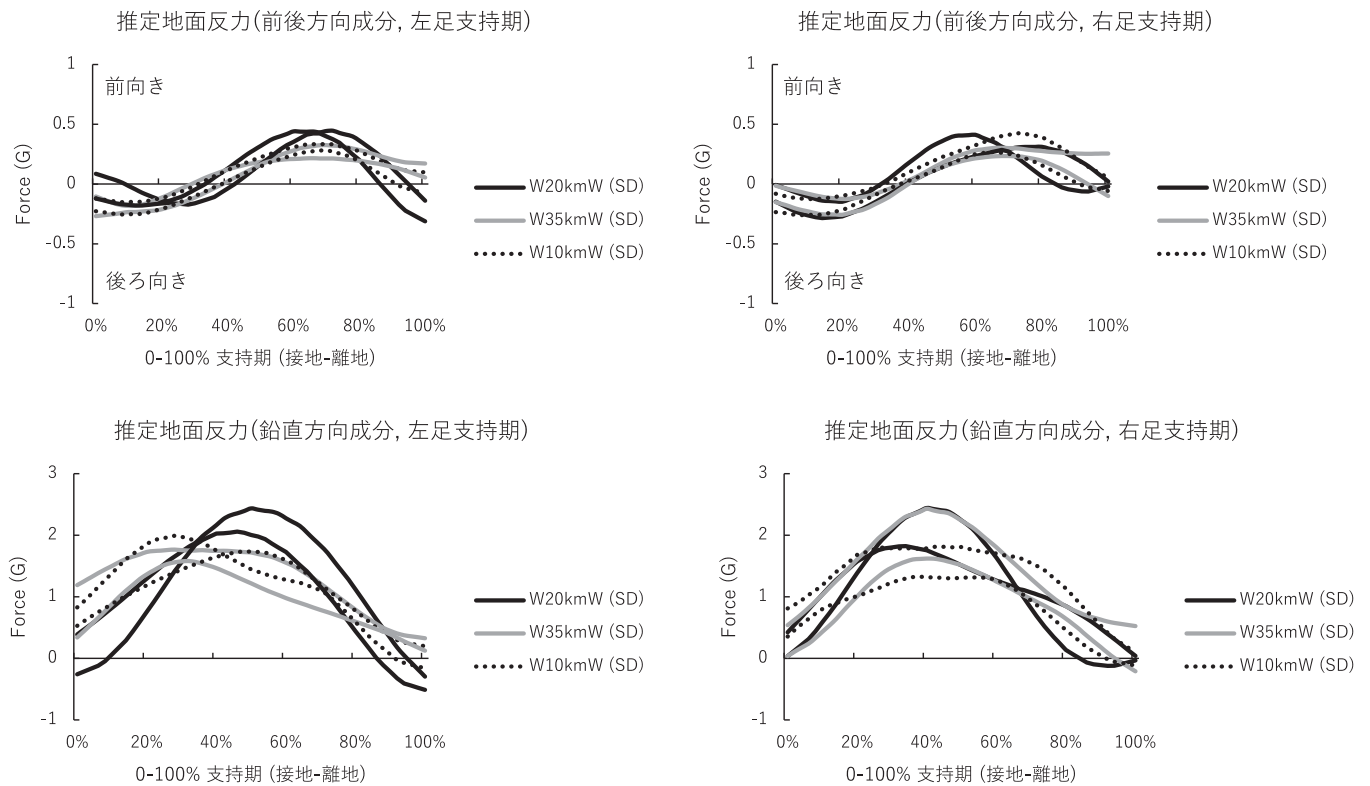 推定地面反力(前後方向成分, 左足支持期)
1
0.5
0
-0.5
-1
Force (G)
前向き
後ろ向き
0% 20% 40% 60% 80% 100%
0-100% 支持期 (接地-離地)
W20kmW (SD)
W35kmW (SD)
W10kmW (SD)
推定地面反力(前後方向成分, 右足支持期)
1
0.5
0
-0.5
-1
Force (G)
前向き
後ろ向き
0% 20% 40% 60% 80% 100%
0-100% 支持期 (接地-離地)
W20kmW (SD)
W35kmW (SD)
W10kmW (SD)
推定地面反力(鉛直方向成分, 左足支持期)
3
2
1
0
-1
Force (G)
0% 20% 40% 60% 80% 100%
0-100% 支持期 (接地-離地)
W20kmW (SD)
W35kmW (SD)
W10kmW (SD)
推定地面反力(鉛直方向成分, 右足支持期)
3
2
1
0
-1
Force (G)
0% 20% 40% 60% 80% 100%
0-100% 支持期 (接地-離地)
W20kmW (SD)
W35kmW (SD)
W10kmW (SD)